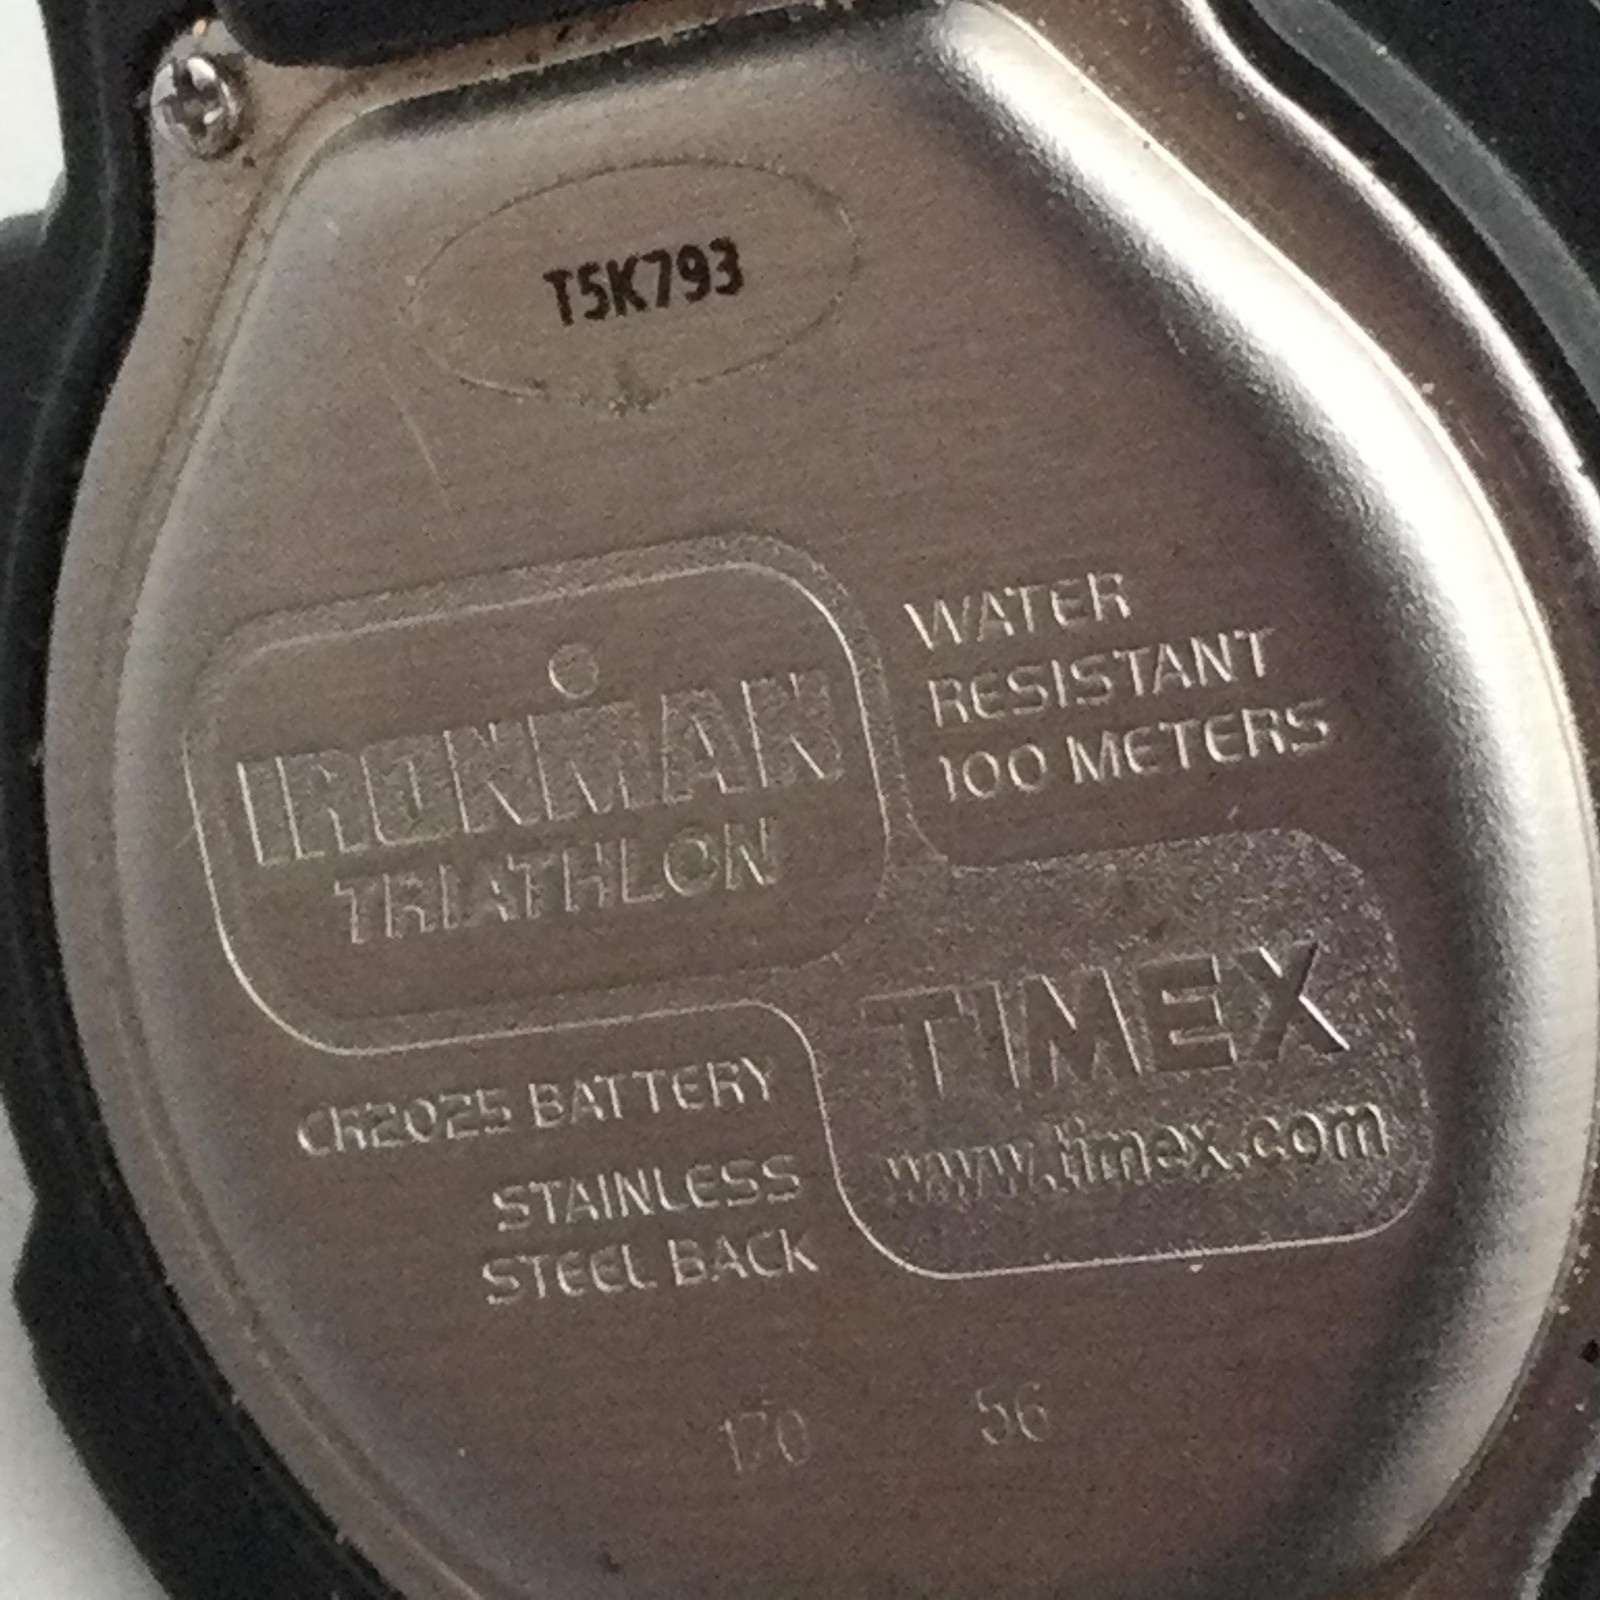 T5K793
IRONMAN
TRIATHLON
WATER
RESISTANT
100 METERS
TIMEX
www.timex.com
CR2025 BATTERY
STAINLESS
STEEL BACK
170 56